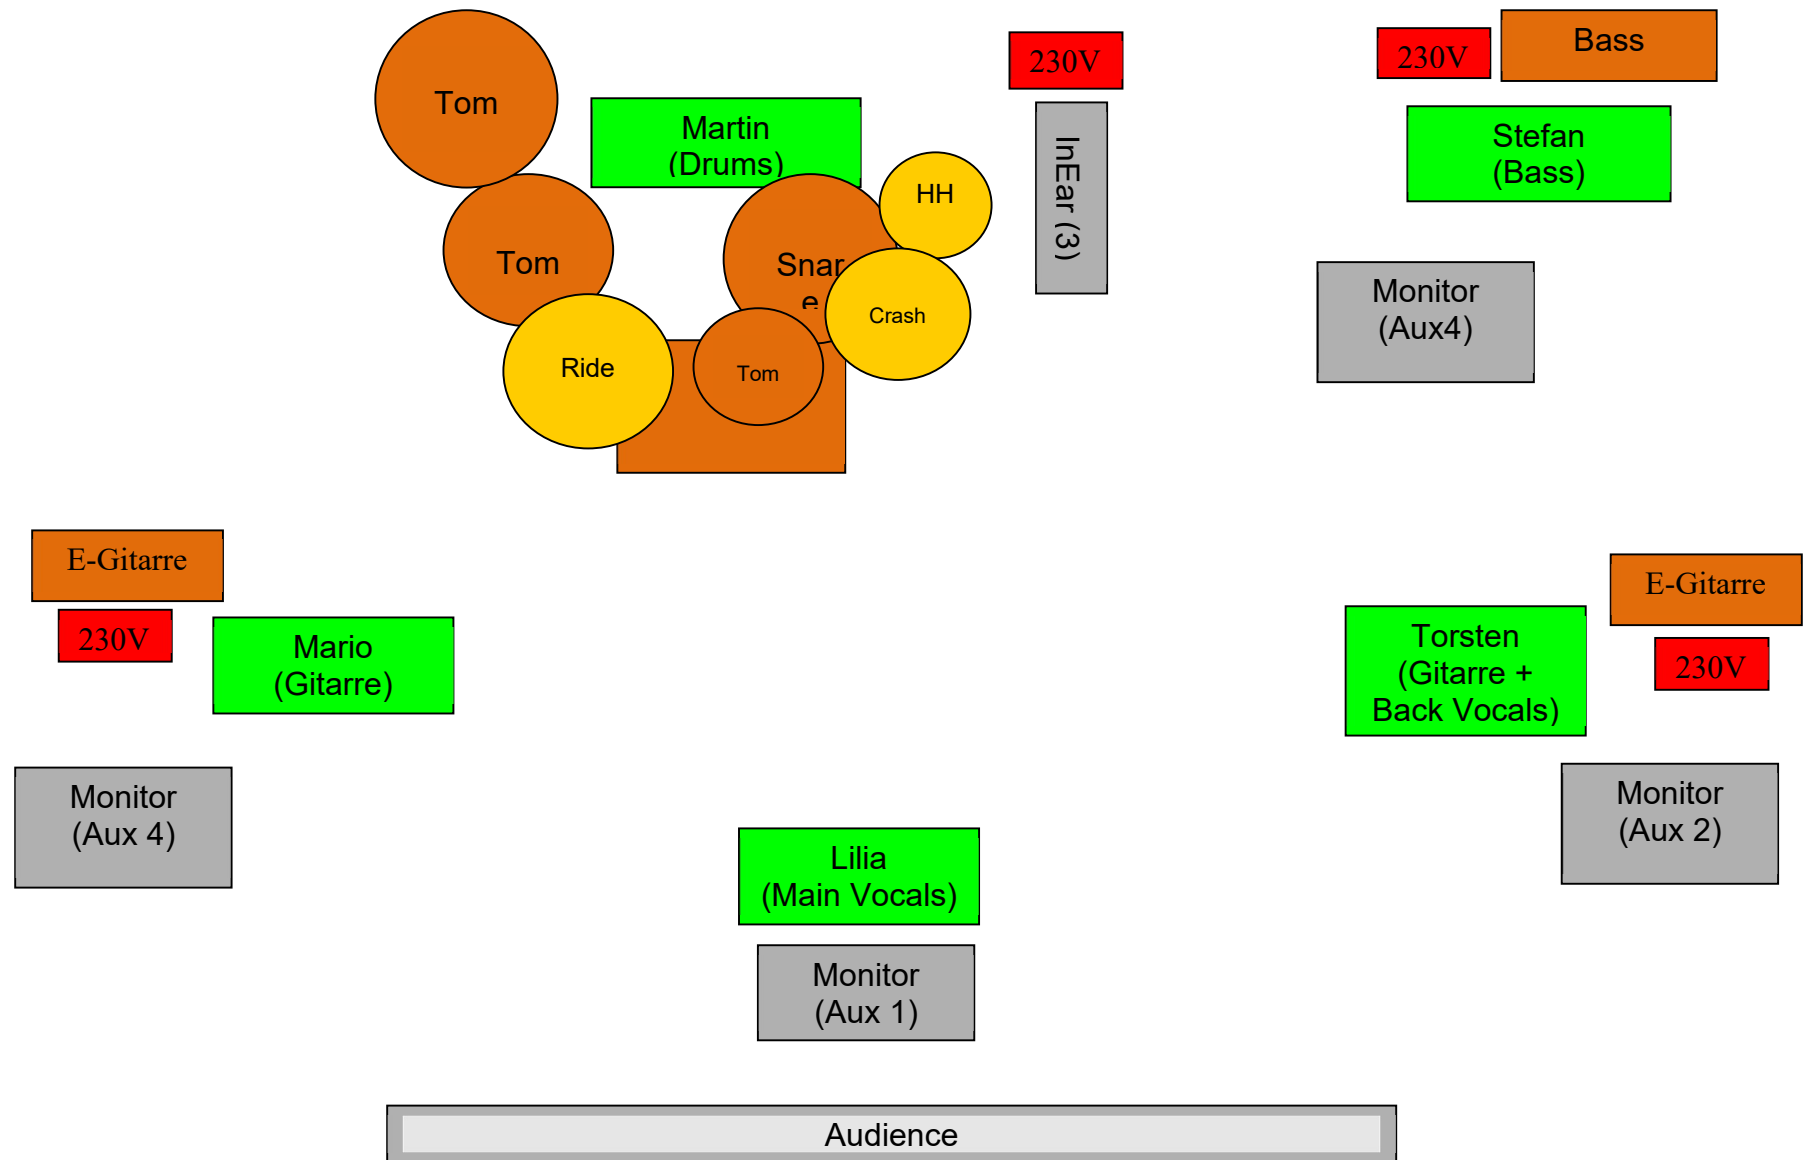 Bass
230V
230V
Tom
Martin
(Drums)
Stefan
(Bass)
HH
InEar (3)
Tom
Snar
e
Crash
Monitor
(Aux4)
Ride
Tom
E-Gitarre
230V
Mario
(Gitarre)
E-Gitarre
230V
Torsten
(Gitarre +
Back Vocals)
Monitor
(Aux 4)
Monitor
(Aux 2)
Lilia
(Main Vocals)
Monitor
(Aux 1)
Audience